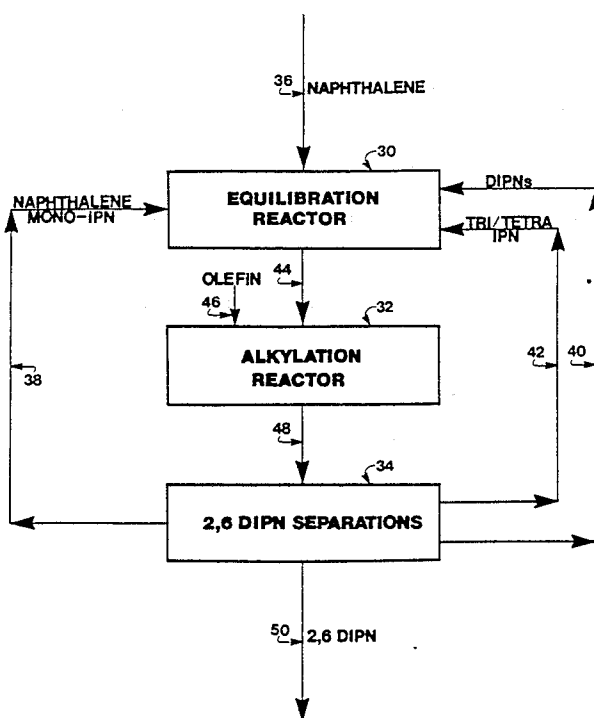 36
NAPHTHALENE
30
NAPHTHALENE
MONO-IPN
EQUILIBRATION
REACTOR
DIPNs
TRI/TETRA
IPN
OLEFIN
44
46
32
ALKYLATION
REACTOR
38
42
40
48
34
2,6 DIPN SEPARATIONS
50
2,6 DIPN